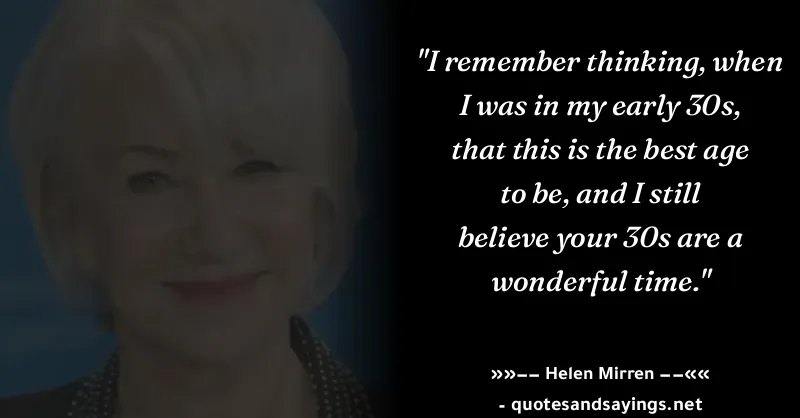 "I remember thinking, when
I was in my early 30s,
that this is the best age
to be, and I still
believe your 30s are a
wonderful time."
»»−− Helen Mirren −−««
- quotesandsayings.net